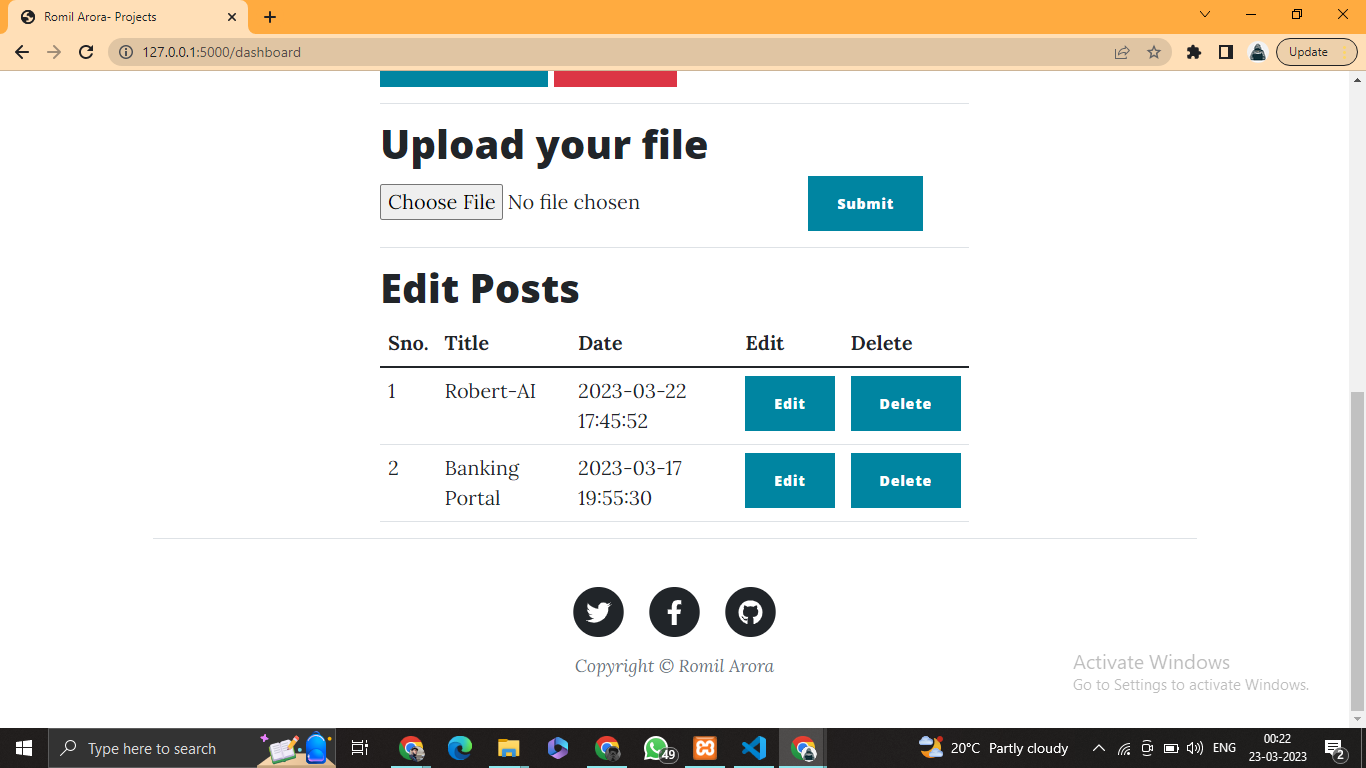 Romil Arora- Projects
127.0.0.1:5000/dashboard
Update
Upload your file
Choose File No file chosen
Submit
Edit Posts
Sno. Title Date Edit Delete
1 Robert-AI 2023-03-22 Edit Delete
17:45:52
2 Banking 2023-03-17 Edit Delete
Portal 19:55:30
Copyright © Romil Arora
Activate Windows
Go to Settings to activate Windows.
Type here to search
49
20°C Partly cloudy
ENG
00:22
23-03-2023
2